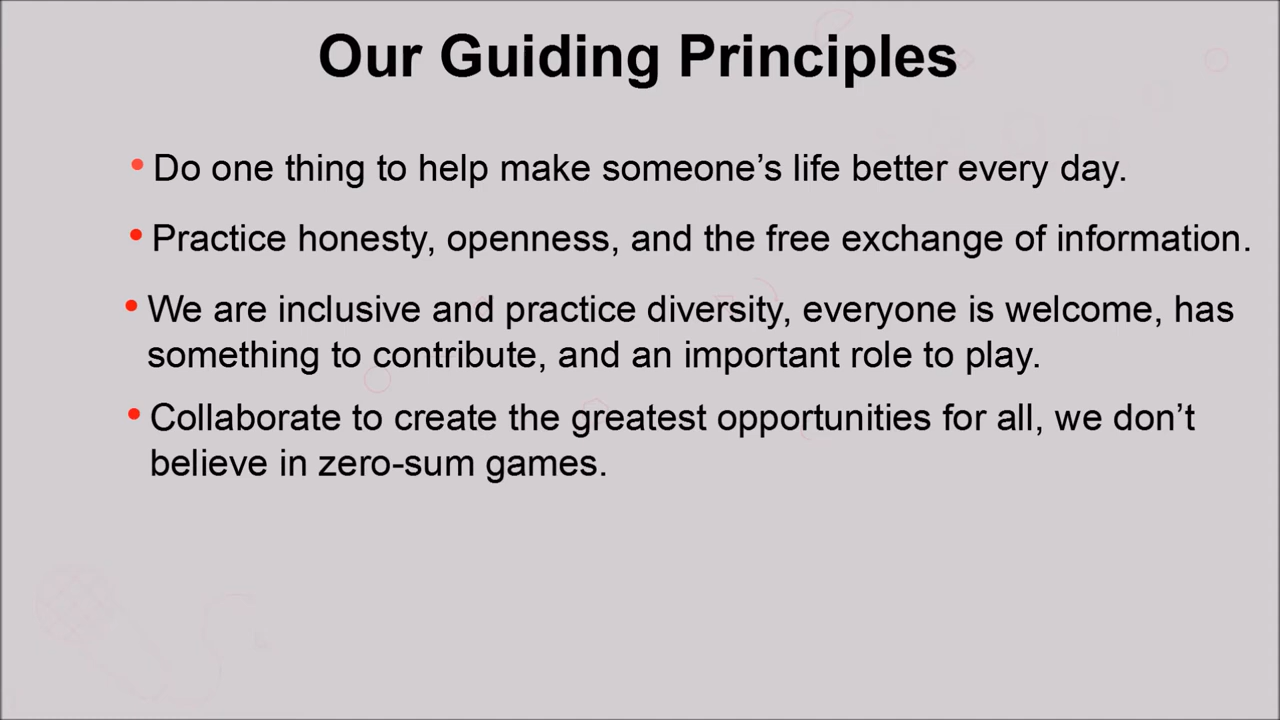 Our Guiding Principles
• Do one thing to help make someone’s life better every day.
• Practice honesty, openness, and the free exchange of information.
• We are inclusive and practice diversity, everyone is welcome, has
something to contribute, and an important role to play.
• Collaborate to create the greatest opportunities for all, we don’t
believe in zero-sum games.